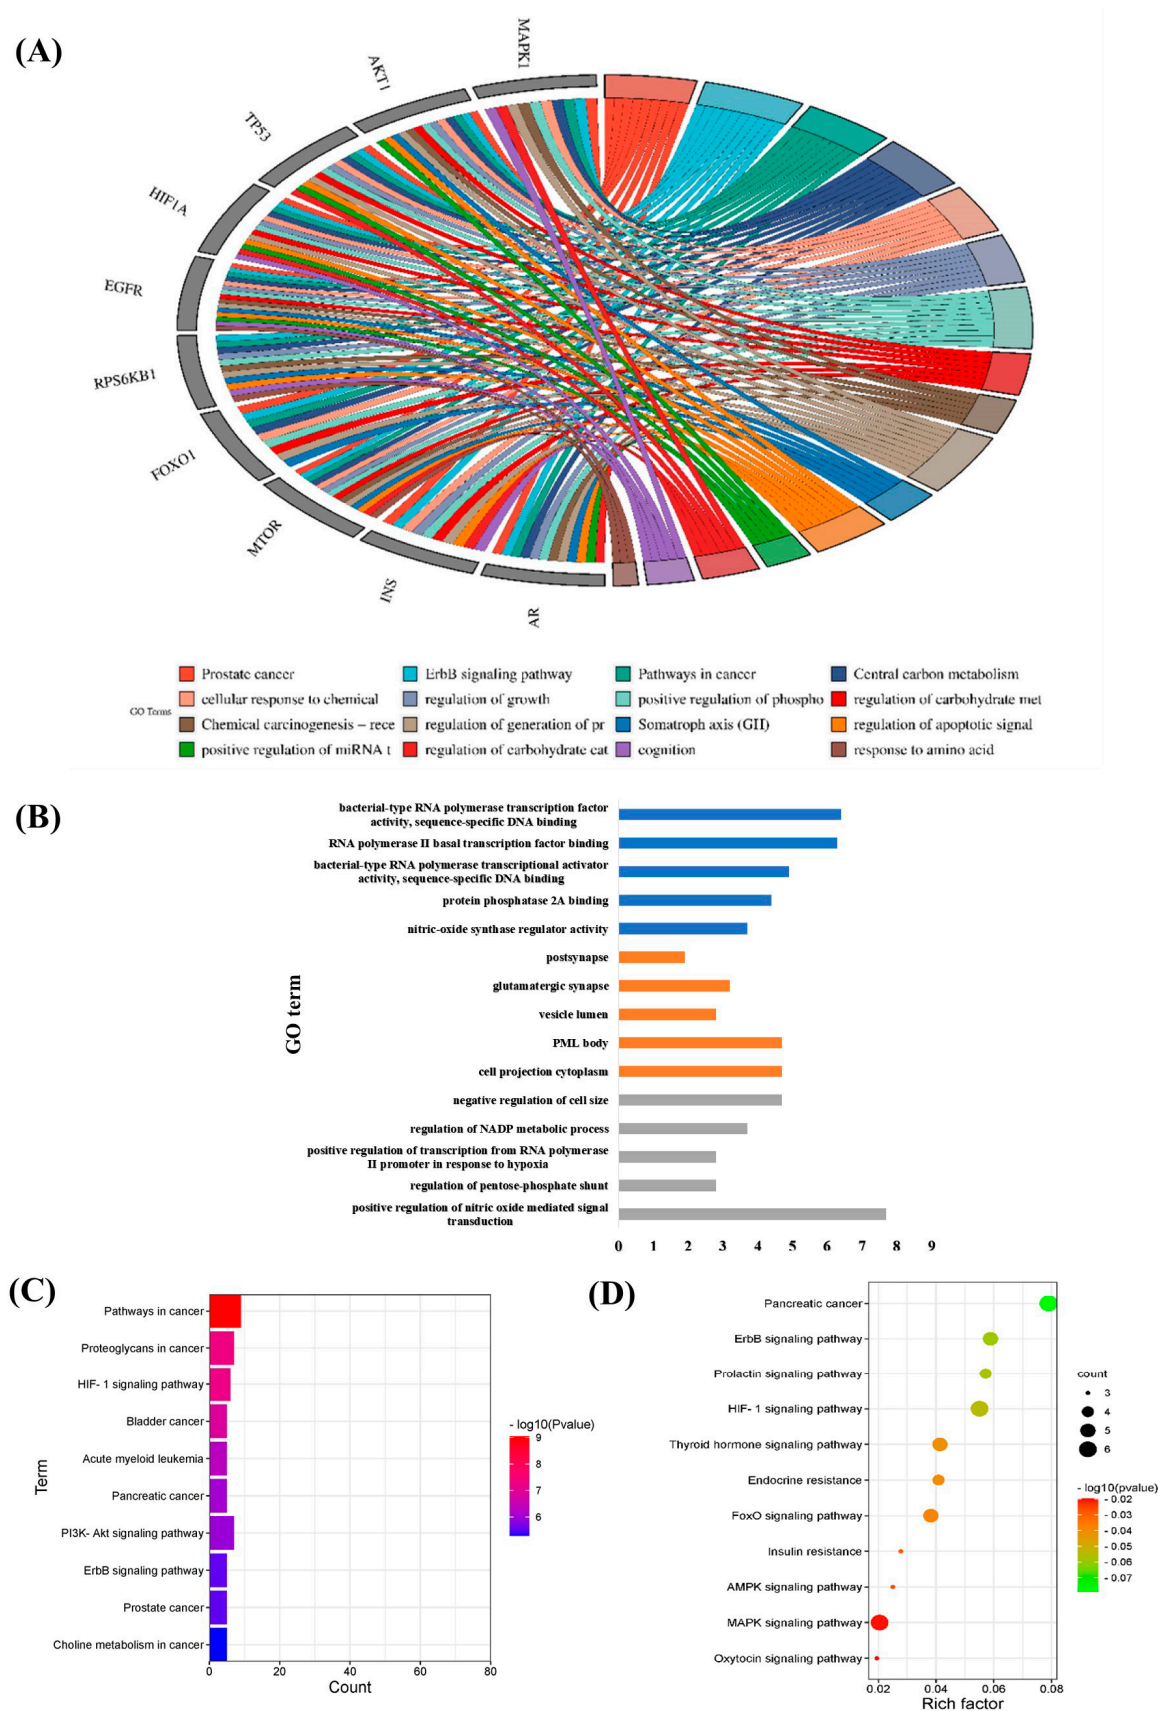 (A)
MAPK1
AKT1
TP53
HIF1A
EGFR
RPS6KB1
FOXO1
MTOR
INS
AR
GO Terms
Prostate cancer
ErbB signaling pathway
Pathways in cancer
Central carbon metabolism
cellular response to chemical
regulation of growth
positive regulation of phospho
regulation of carbohydrate met
Chemical carcinogenesis – rece
regulation of generation of pr
Somatroph axis (GH)
regulation of apoptotic signal
positive regulation of miRNA t
regulation of carbohydrate cat
cognition
response to amino acid
(B)
GO term
bacterial-type RNA polymerase transcription factor
activity, sequence-specific DNA binding
RNA polymerase II basal transcription factor binding
bacterial-type RNA polymerase transcriptional activator
activity, sequence-specific DNA binding
protein phosphatase 2A binding
nitric-oxide synthase regulator activity
postsynapse
glutamatergic synapse
vesicle lumen
PML body
cell projection cytoplasm
negative regulation of cell size
regulation of NADP metabolic process
positive regulation of transcription from RNA polymerase
II promoter in response to hypoxia
regulation of pentose-phosphate shunt
positive regulation of nitric oxide mediated signal
transduction
0 1 2 3 4 5 6 7 8 9
(C)
Term
Pathways in cancer
Proteoglycans in cancer
HIF- 1 signaling pathway
Bladder cancer
Acute myeloid leukemia
Pancreatic cancer
PI3K- Akt signaling pathway
ErbB signaling pathway
Prostate cancer
Choline metabolism in cancer
0 20 40 60 80
Count
- log10(Pvalue)
9
8
7
6
(D)
Pancreatic cancer
ErbB signaling pathway
Prolactin signaling pathway
HIF- 1 signaling pathway
Thyroid hormone signaling pathway
Endocrine resistance
FoxO signaling pathway
Insulin resistance
AMPK signaling pathway
MAPK signaling pathway
Oxytocin signaling pathway
0.02 0.04 0.06 0.08
Rich factor
count
3
4
5
6
- log10(pvalue)
- 0.02
- 0.03
- 0.04
- 0.05
- 0.06
- 0.07